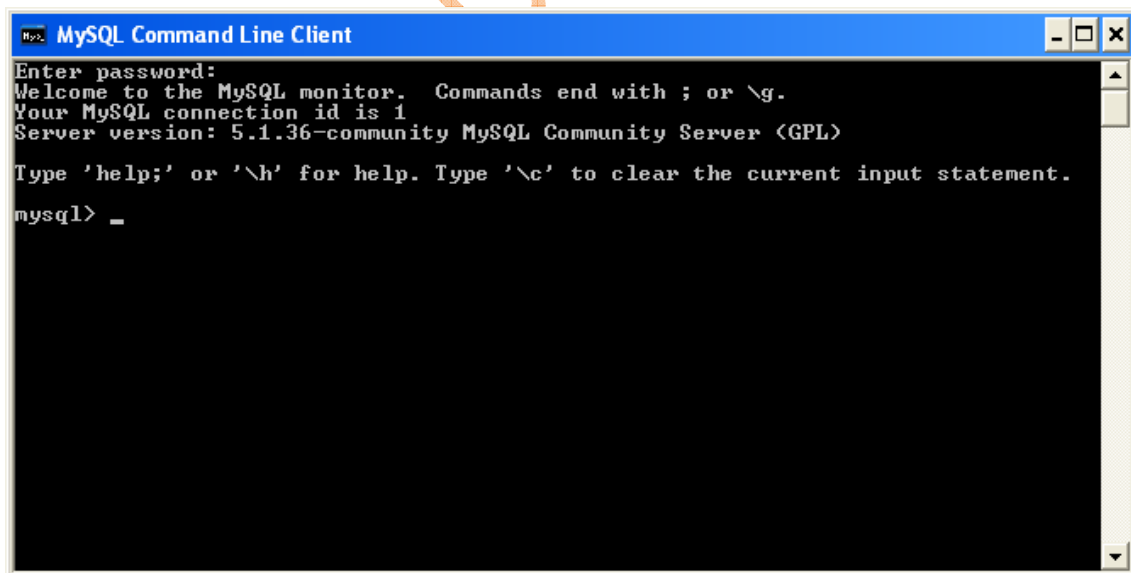 MySQL Command Line Client
Enter password:
Welcome to the MySQL monitor.  Commands end with ; or \g.
Your MySQL connection id is 1
Server version: 5.1.36-community MySQL Community Server (GPL)
Type 'help;' or '\h' for help. Type '\c' to clear the current input statement.
mysql> _